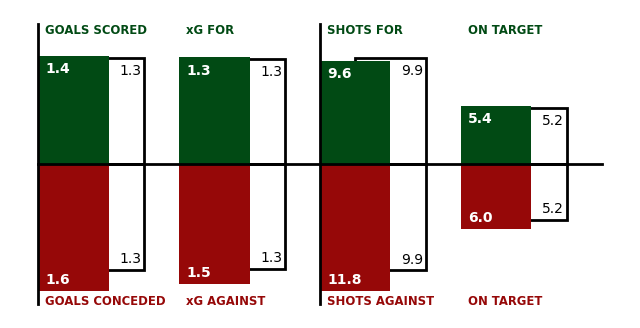 GOALS SCORED xG FOR SHOTS FOR ON TARGET
1.4 1.3 1.3 1.3 9.6 9.9 5.4 5.2
1.6 1.3 1.5 1.3 11.8 9.9 6.0 5.2
GOALS CONCEDED xG AGAINST SHOTS AGAINST ON TARGET